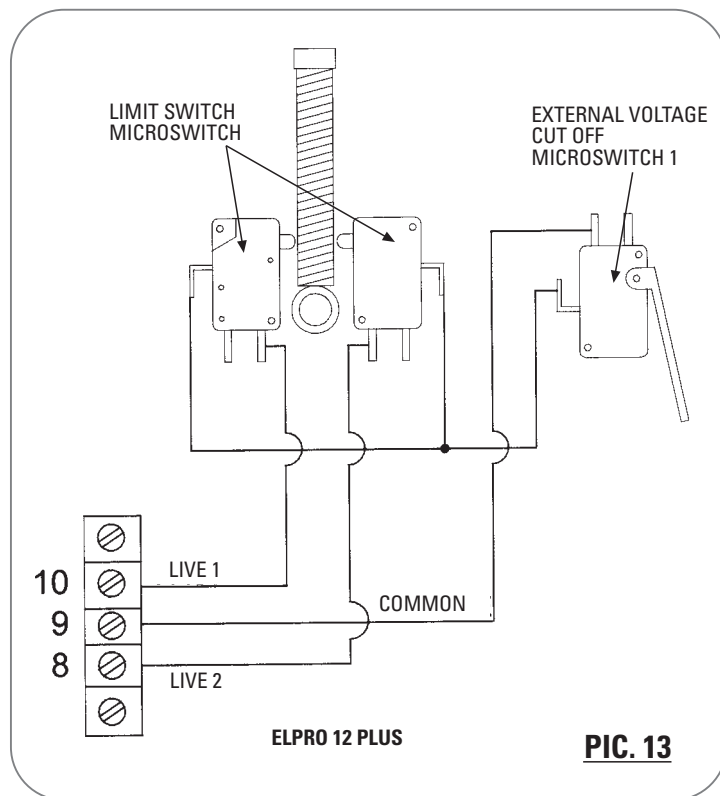 LIMIT SWITCH
MICROSWITCH
EXTERNAL VOLTAGE
CUT OFF
MICROSWITCH 1
10
LIVE 1
9
COMMON
8
LIVE 2
ELPRO 12 PLUS
PIC. 13